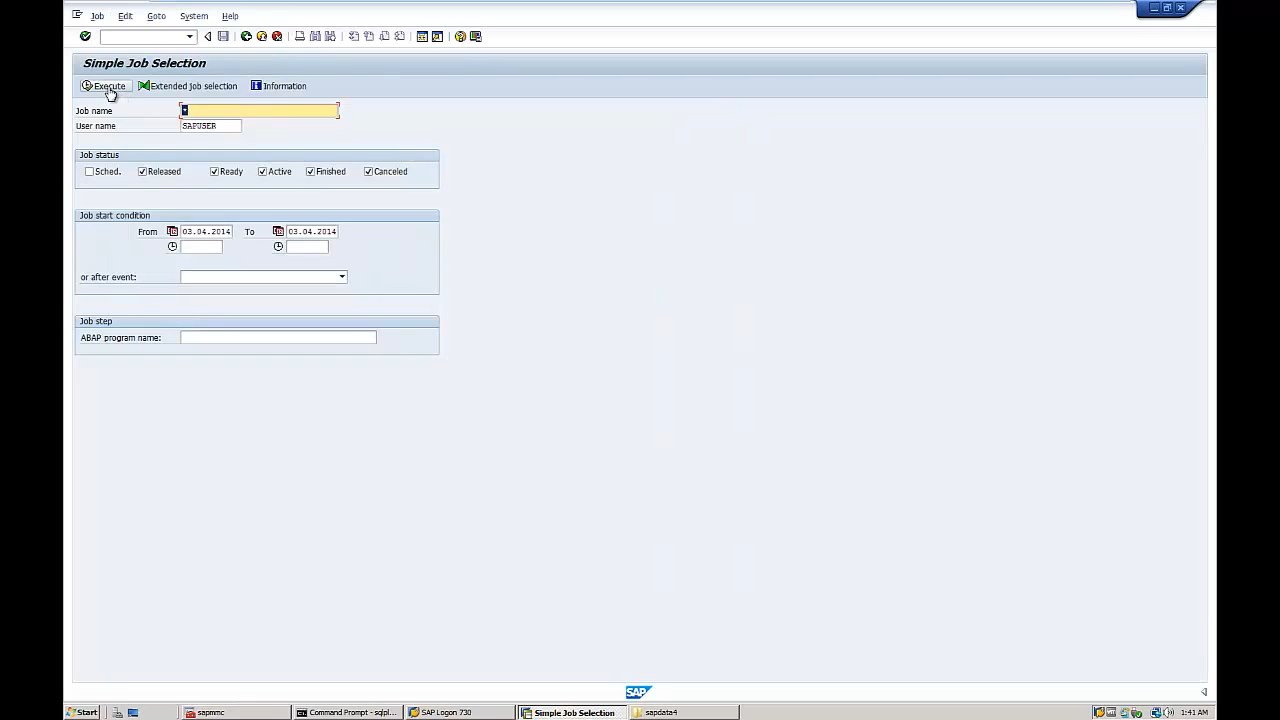 Job Edit Goto System Help
Simple Job Selection
Execute Extended job selection Information
Job name *
User name SAPUSER
Job status
Sched. Released Ready Active Finished Canceled
Job start condition
From 03.04.2014 To 03.04.2014
or after event:
Job step
ABAP program name:
SAP
Start sapmmc Command Prompt - sqlpl... SAP Logon 730 Simple Job Selection sapdata4 1:41 AM